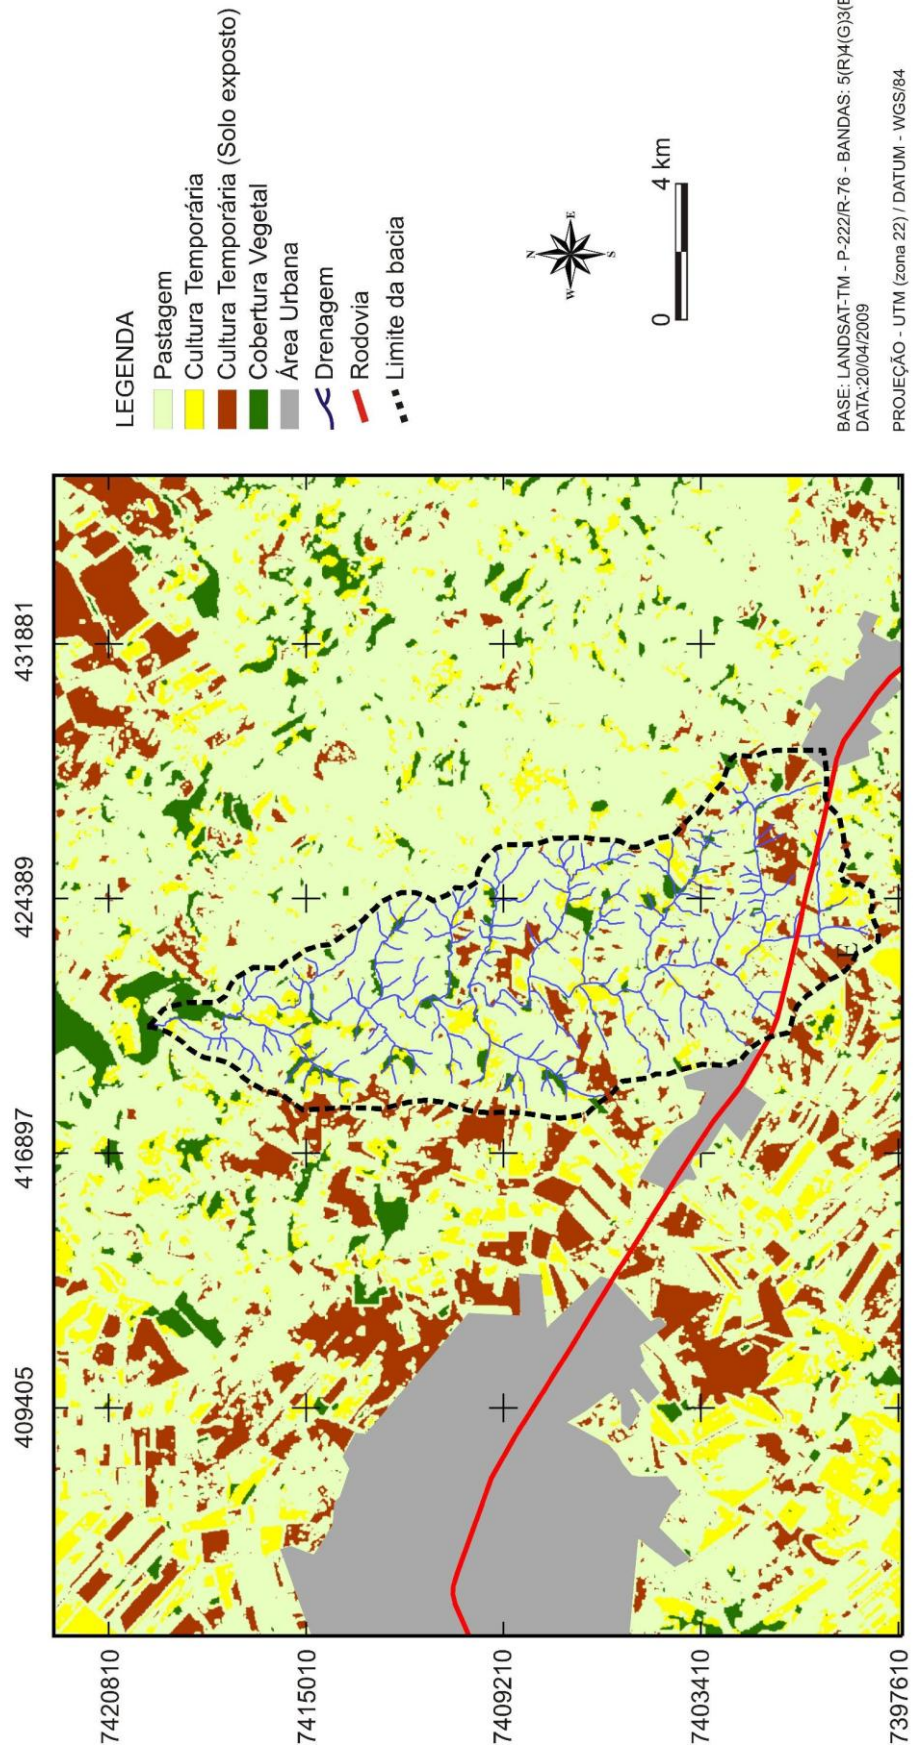 409405 416897 424389 431881
7420810
7415010
7409210
7403410
7397610
E
LEGENDA
Pastagem
Cultura Temporária
Cultura Temporária (Solo exposto)
Cobertura Vegetal
Área Urbana
Drenagem
Rodovia
Limite da bacia
N
W E
S
0 4 km
BASE: LANDSAT-TM - P-222/R-76 - BANDAS: 5(R)4(G)3(
DATA:20/04/2009
PROJEÇÃO - UTM (zona 22) / DATUM - WGS/84